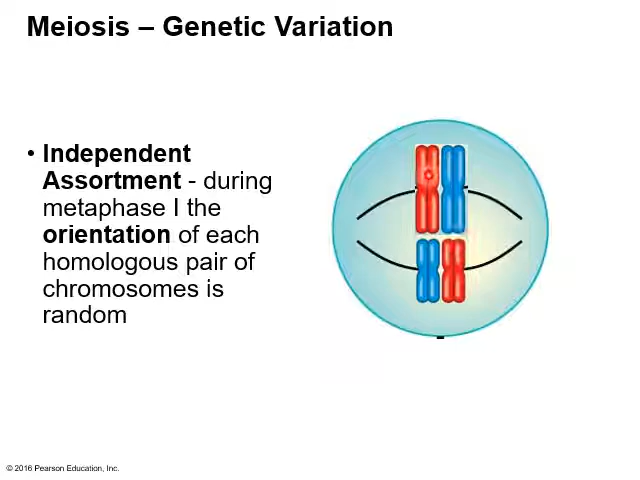 Meiosis – Genetic Variation
• Independent
Assortment - during
metaphase I the
orientation of each
homologous pair of
chromosomes is
random
© 2016 Pearson Education, Inc.